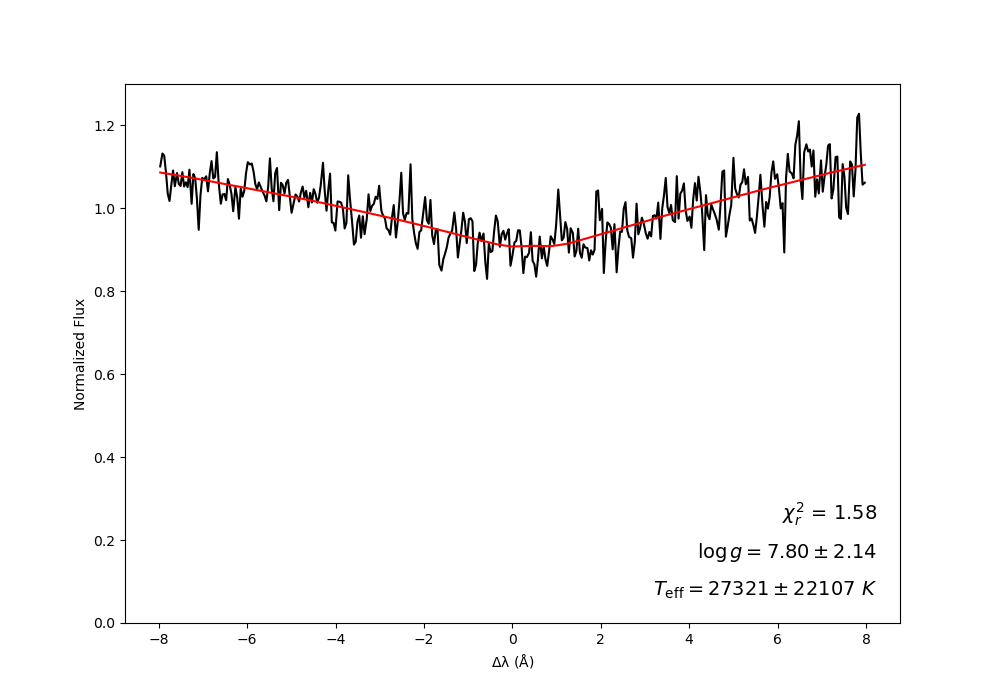 1.2
1.0
0.8
0.6
0.4
0.2
0.0
Normalized Flux
χ²ᵣ = 1.58
log g = 7.80 ± 2.14
T_eff = 27321 ± 22107 K
−8 −6 −4 −2 0 2 4 6 8
Δλ (Å)